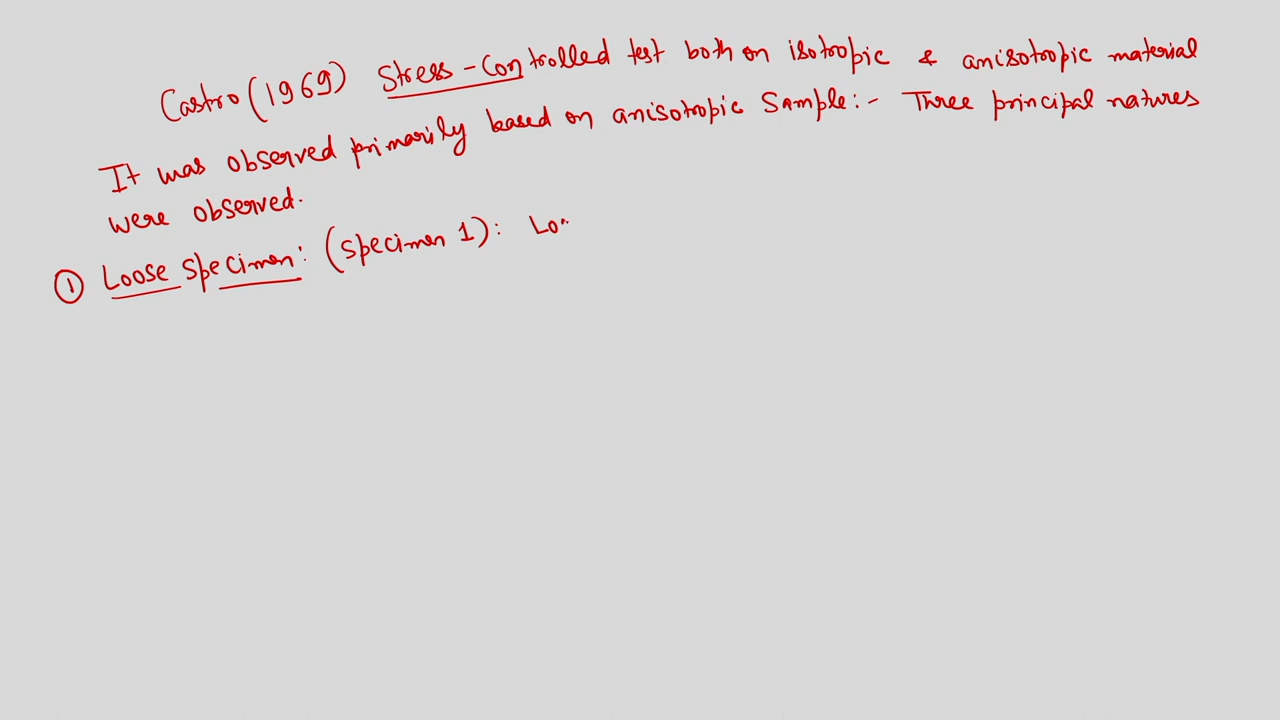 Castro (1969) Stress-Controlled test both on isotropic & anisotropic material
It was observed primarily based on anisotropic Sample:- Three principal natures
were observed.
① Loose specimen: (specimen 1): Loo